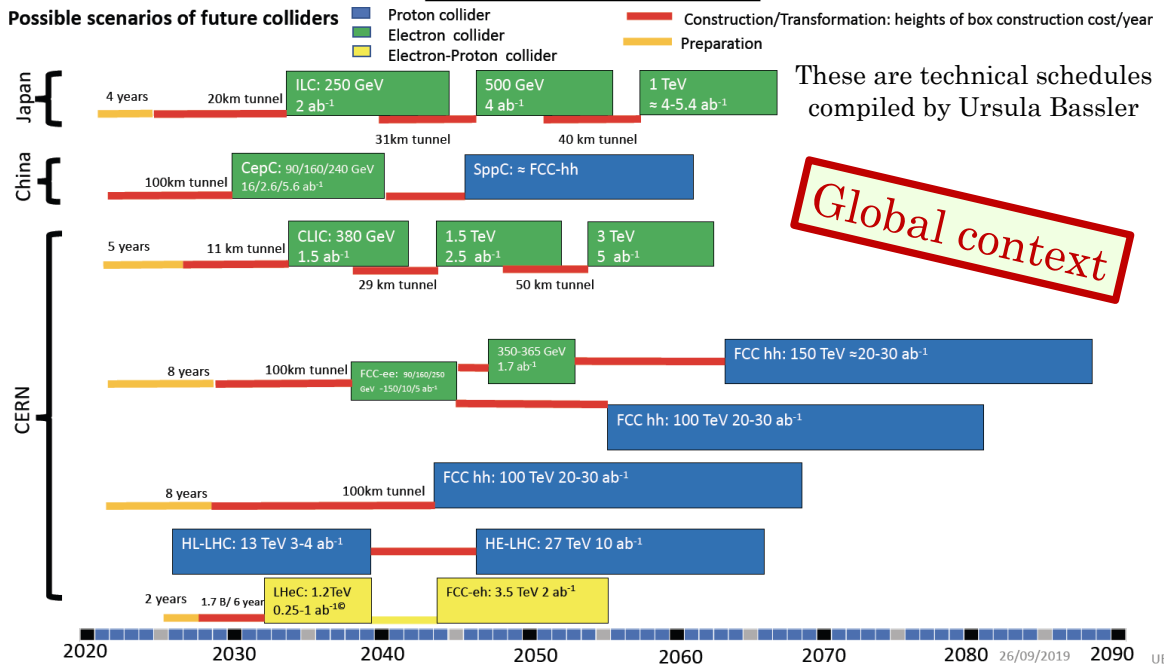 Possible scenarios of future colliders
Proton collider
Electron collider
Electron-Proton collider
Construction/Transformation: heights of box construction cost/year
Preparation
These are technical schedules
compiled by Ursula Bassler
Global context
Japan
4 years
20km tunnel
ILC: 250 GeV
2 ab⁻¹
31km tunnel
500 GeV
4 ab⁻¹
40 km tunnel
1 TeV
≈ 4-5.4 ab⁻¹
China
100km tunnel
CepC: 90/160/240 GeV
16/2.6/5.6 ab⁻¹
SppC: ≈ FCC-hh
CERN
5 years
11 km tunnel
CLIC: 380 GeV
1.5 ab⁻¹
29 km tunnel
1.5 TeV
2.5 ab⁻¹
50 km tunnel
3 TeV
5 ab⁻¹
8 years
100km tunnel
FCC-ee: 90/160/250
GeV -150/10/5 ab⁻¹
350-365 GeV
1.7 ab⁻¹
FCC hh: 150 TeV ≈20-30 ab⁻¹
FCC hh: 100 TeV 20-30 ab⁻¹
8 years
100km tunnel
FCC hh: 100 TeV 20-30 ab⁻¹
HL-LHC: 13 TeV 3-4 ab⁻¹
HE-LHC: 27 TeV 10 ab⁻¹
2 years
1.7 B/ 6 year
LHeC: 1.2TeV
0.25-1 ab⁻¹©
FCC-eh: 3.5 TeV 2 ab⁻¹
2020 2030 2040 2050 2060 2070 2080 2090
26/09/2019